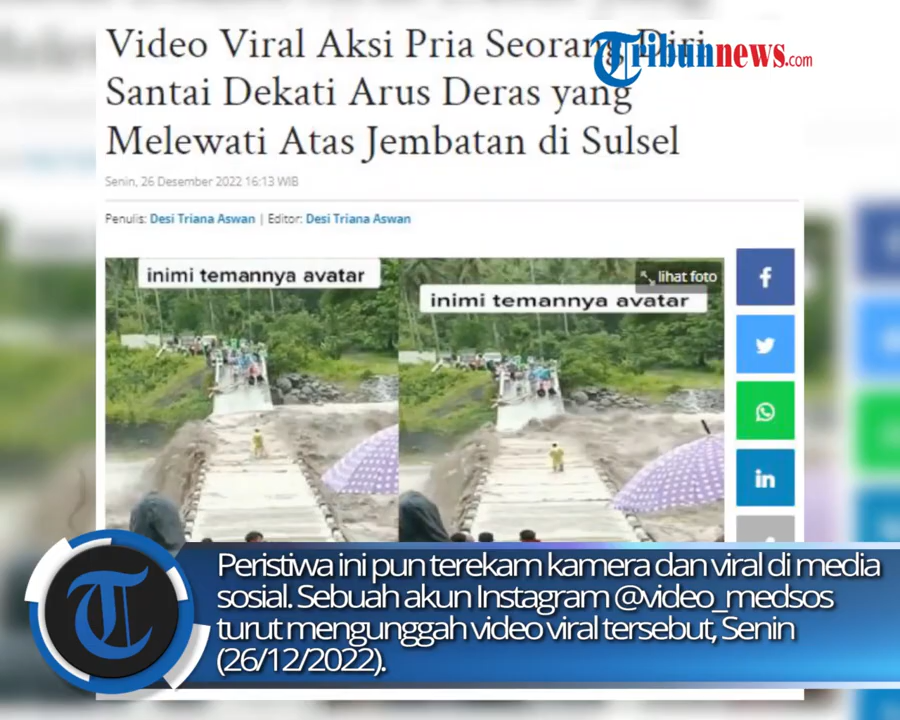 Video Viral Aksi Pria Seorang Diri
Tribunnews.com
Santai Dekati Arus Deras yang
Melewati Atas Jembatan di Sulsel
Senin, 26 Desember 2022 16:13 WIB
Penulis: Desi Triana Aswan | Editor: Desi Triana Aswan
inimi temannya avatar
lihat foto
inimi temannya avatar
Peristiwa ini pun terekam kamera dan viral di media
sosial. Sebuah akun Instagram @video_medsos
turut mengunggah video viral tersebut, Senin
(26/12/2022).